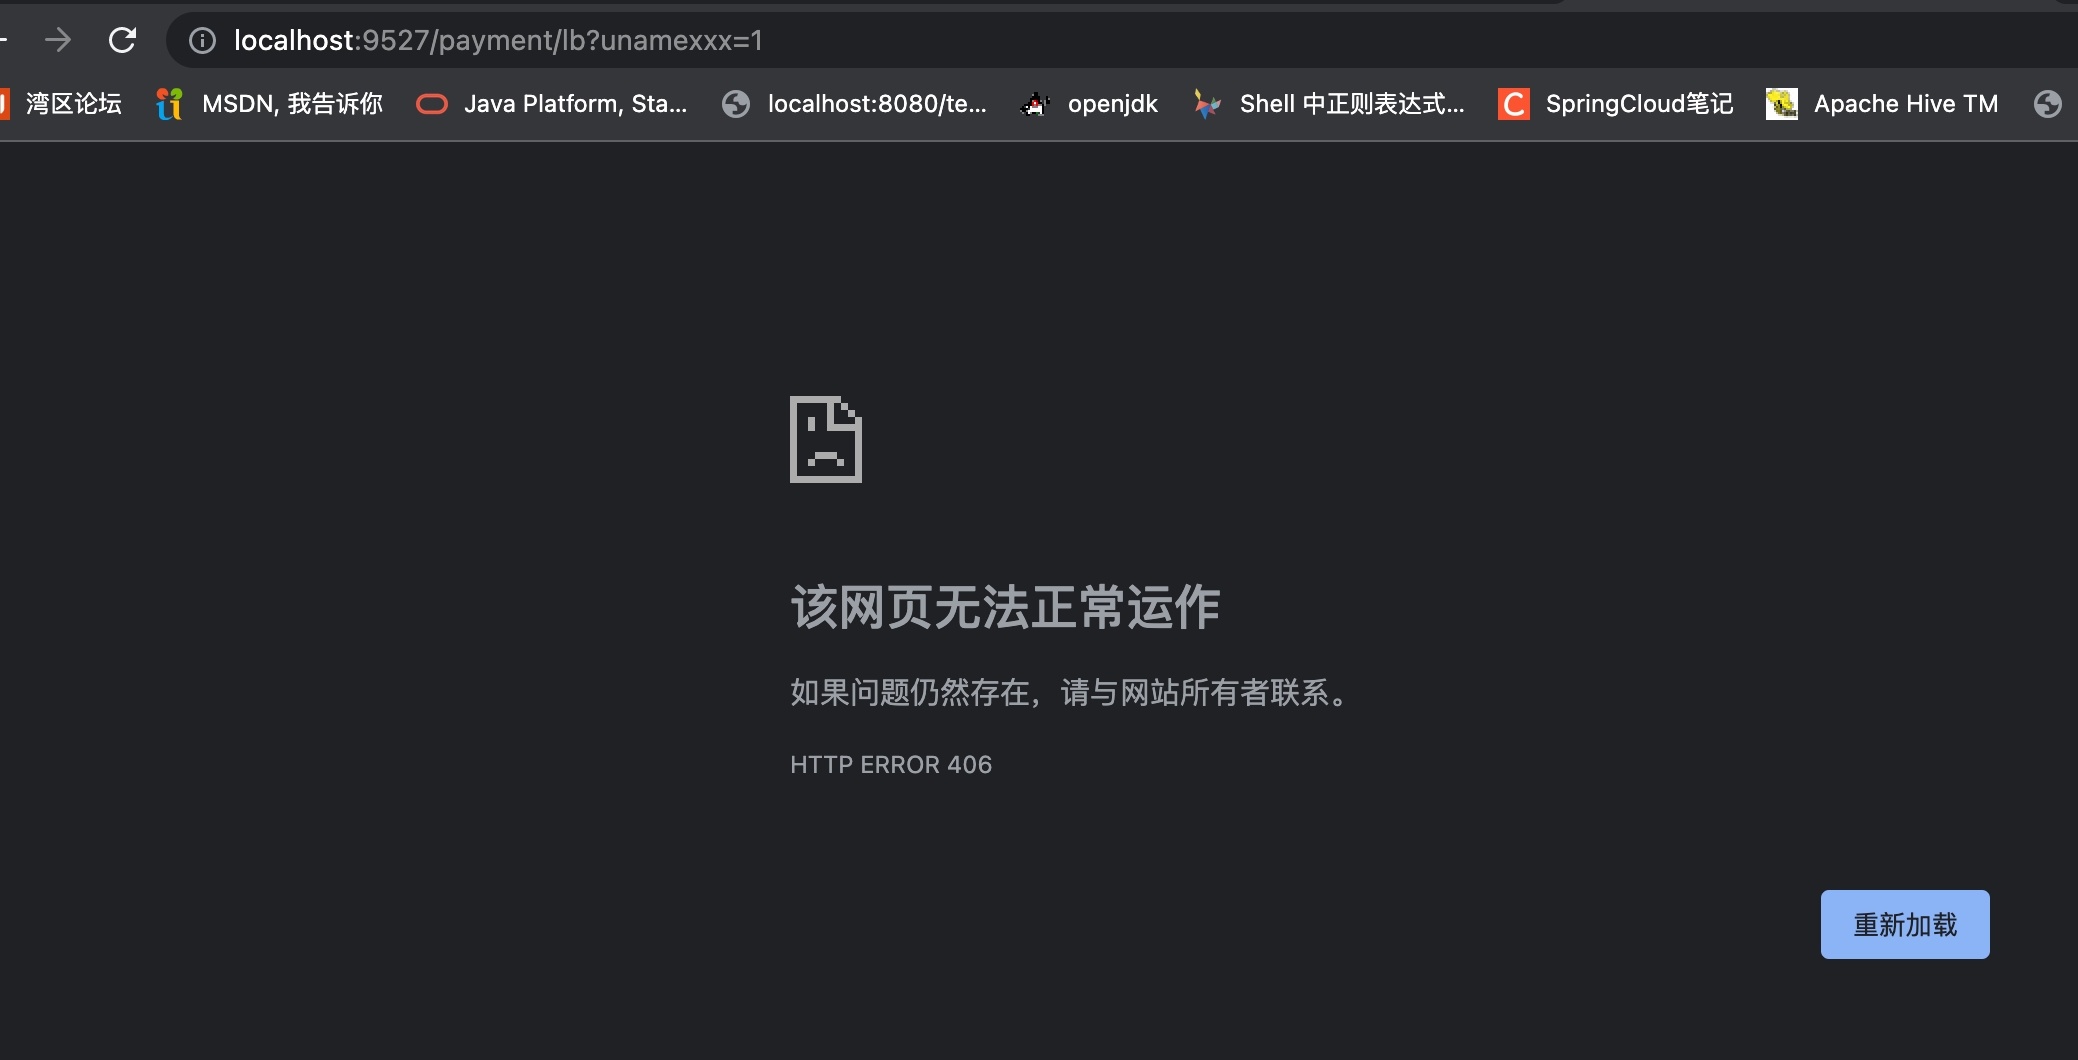 localhost:9527/payment/lb?unamexxx=1
湾区论坛 MSDN, 我告诉你 Java Platform, Sta... localhost:8080/te... openjdk Shell 中正则表达式... SpringCloud笔记 Apache Hive TM
该网页无法正常运作
如果问题仍然存在，请与网站所有者联系。
HTTP ERROR 406
重新加载